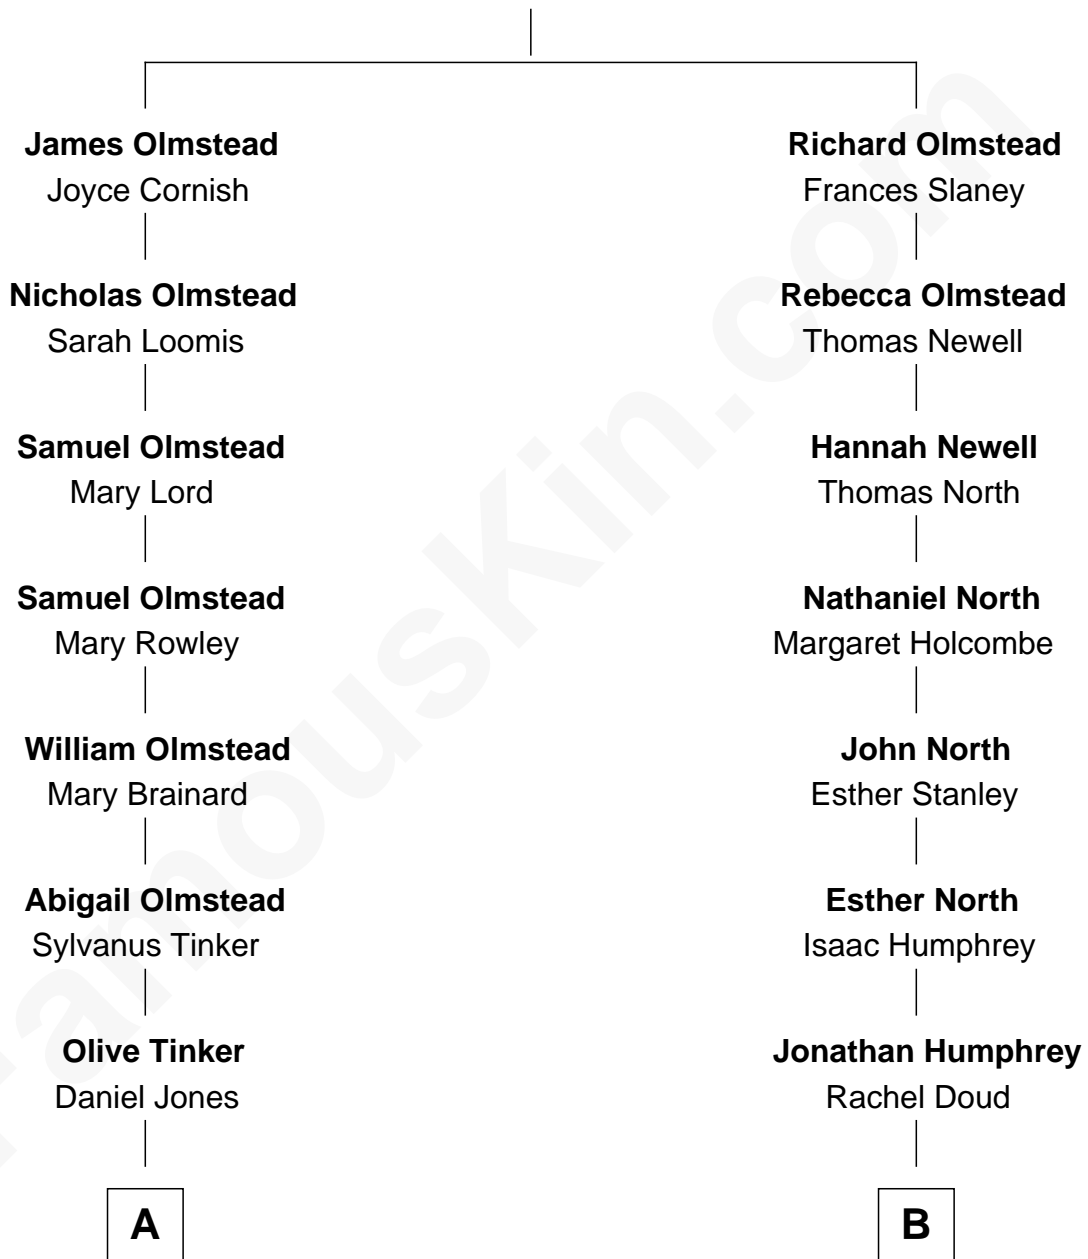 James Olmstead
Joyce Cornish
Nicholas Olmstead
Sarah Loomis
Samuel Olmstead
Mary Lord
Samuel Olmstead
Mary Rowley
William Olmstead
Mary Brainard
Abigail Olmstead
Sylvanus Tinker
Olive Tinker
Daniel Jones
A
Richard Olmstead
Frances Slaney
Rebecca Olmstead
Thomas Newell
Hannah Newell
Thomas North
Nathaniel North
Margaret Holcombe
John North
Esther Stanley
Esther North
Isaac Humphrey
Jonathan Humphrey
Rachel Doud
B
FamousKin.com